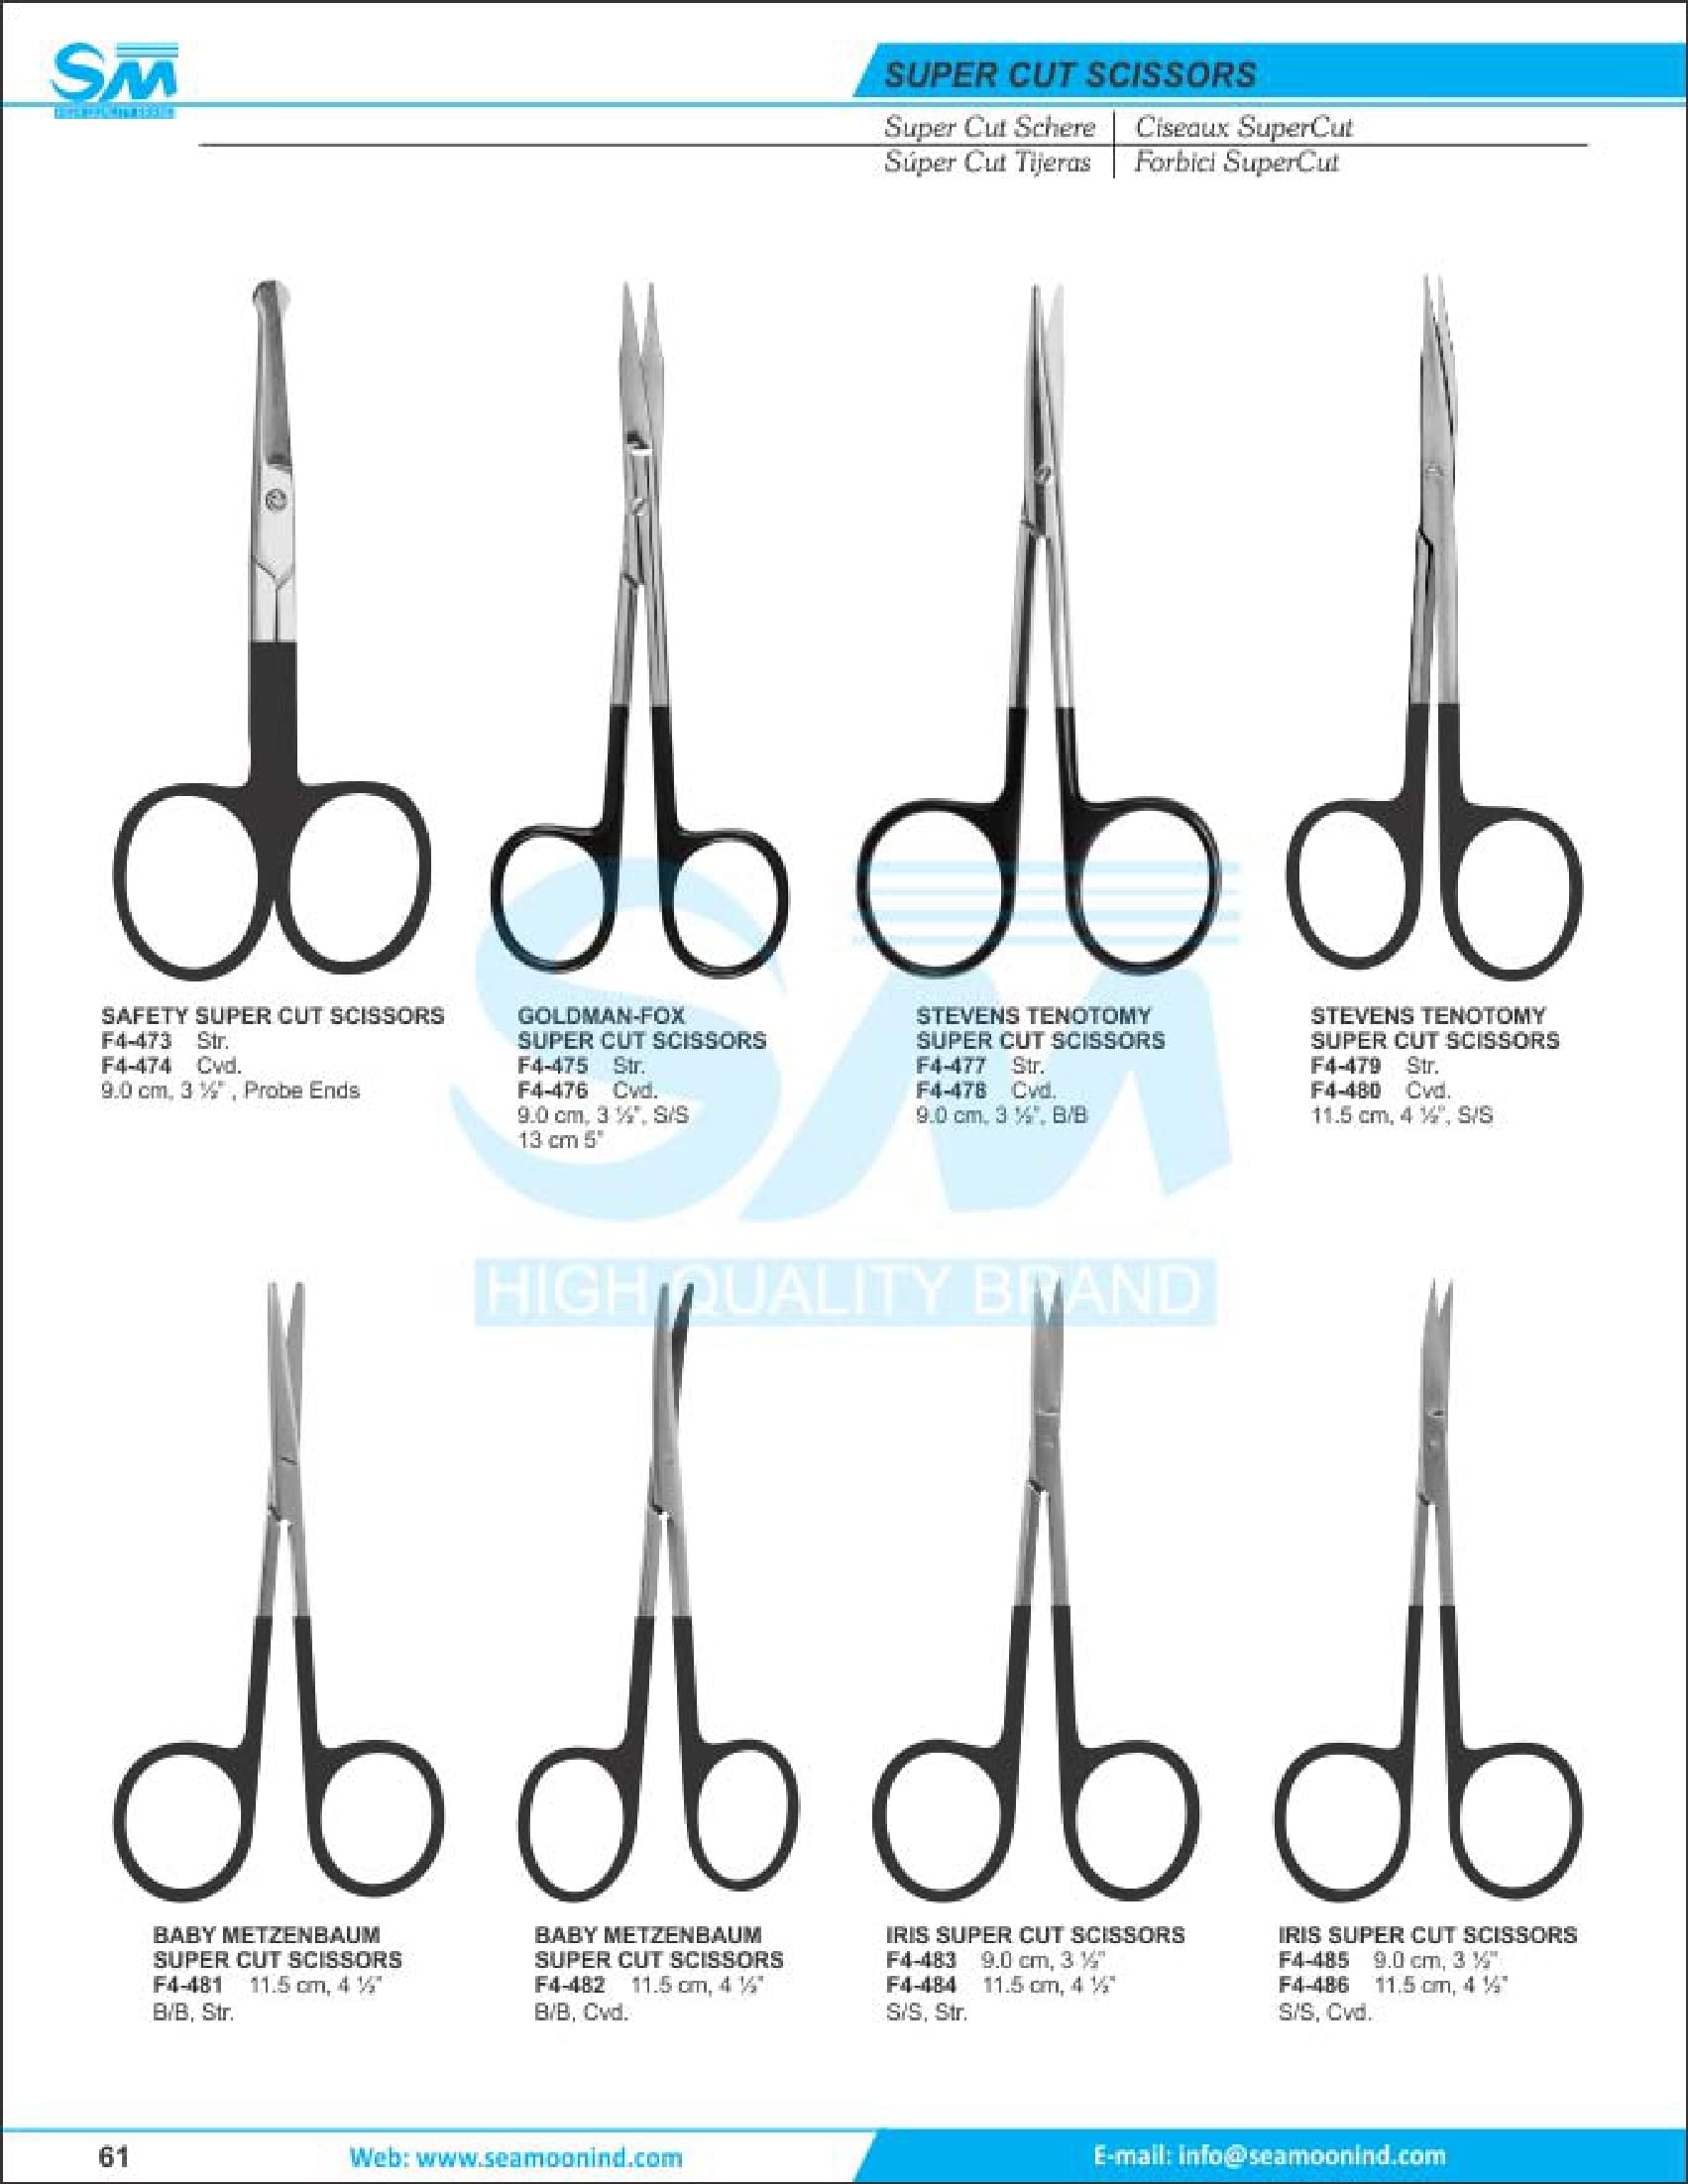 SM
SUPER CUT SCISSORS
Super Cut Schere
Ciseaux SuperCut
Súper Cut Tijeras
Forbici SuperCut
SAFETY SUPER CUT SCISSORS
F4-473 Str.
F4-474 Cvd.
9.0 cm, 3 ½", Probe Ends
GOLDMAN-FOX
SUPER CUT SCISSORS
F4-475 Str.
F4-476 Cvd.
9.0 cm, 3 ½", S/S
13 cm 5"
STEVENS TENOTOMY
SUPER CUT SCISSORS
F4-477 Str.
F4-478 Cvd.
9.0 cm, 3 ½", B/B
STEVENS TENOTOMY
SUPER CUT SCISSORS
F4-479 Str.
F4-480 Cvd.
11.5 cm, 4 ½", S/S
SM
HIGH QUALITY BRAND
BABY METZENBAUM
SUPER CUT SCISSORS
F4-481 11.5 cm, 4 ½"
B/B, Str.
BABY METZENBAUM
SUPER CUT SCISSORS
F4-482 11.5 cm, 4 ½"
B/B, Cvd.
IRIS SUPER CUT SCISSORS
F4-483 9.0 cm, 3 ½"
F4-484 11.5 cm, 4 ½"
S/S, Str.
IRIS SUPER CUT SCISSORS
F4-485 9.0 cm, 3 ½"
F4-486 11.5 cm, 4 ½"
S/S, Cvd.
61
Web: www.seamoonind.com
E-mail: info@seamoonind.com